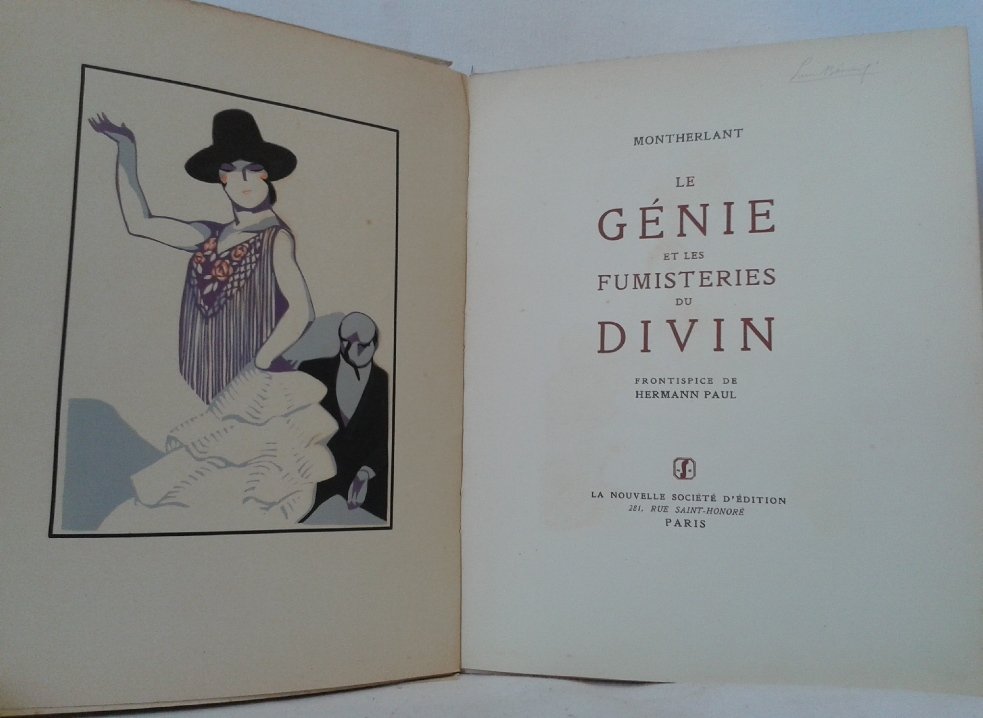 MONTHERLANT
LE
GÉNIE
ET LES
FUMISTERIES
DU
DIVIN
FRONTISPICE DE
HERMANN PAUL
LA NOUVELLE SOCIÉTÉ D'ÉDITION
281, RUE SAINT-HONORÉ
PARIS